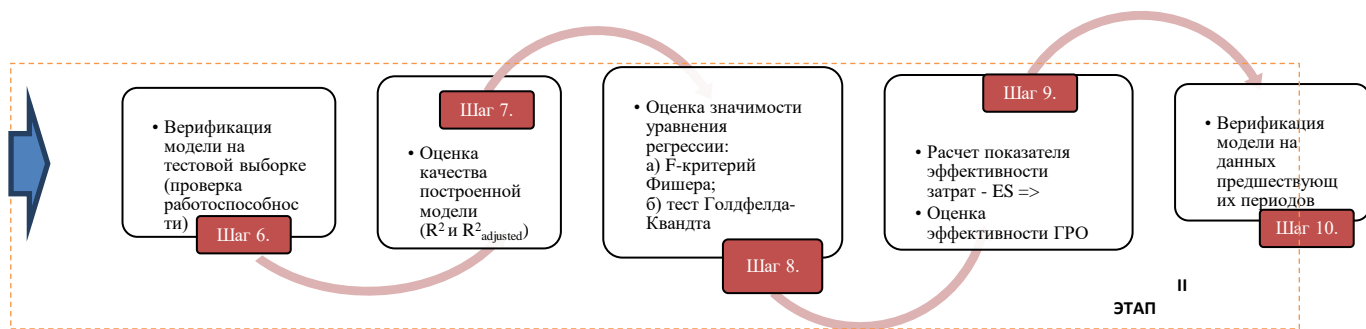 • Верификация
модели на
тестовой выборке
(проверка
работоспособнос
ти)
Шаг 6.
Шаг 7.
• Оценка
качества
построенной
модели
(R² и R²adjusted)
• Оценка значимости
уравнения
регрессии:
а) F-критерий
Фишера;
б) тест Голдфелда-
Квандта
Шаг 8.
Шаг 9.
• Расчет показателя
эффективности
затрат - ES =>
• Оценка
эффективности ГРО
• Верификация
модели на
данных
предшествующ
их периодов
Шаг 10.
II
ЭТАП